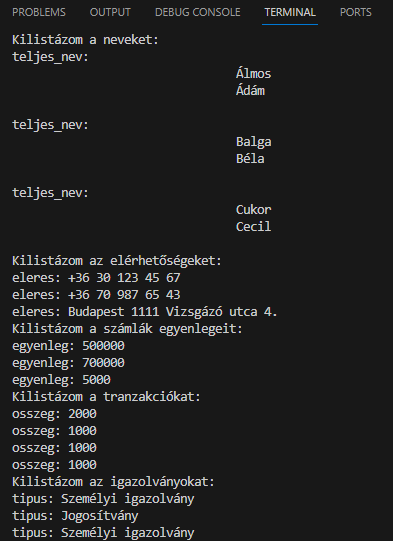 PROBLEMS OUTPUT DEBUG CONSOLE TERMINAL PORTS
Kilistázom a neveket:
teljes_nev:
Álmos
Ádám
teljes_nev:
Balga
Béla
teljes_nev:
Cukor
Cecil
Kilistázom az elérhetőségeket:
eleres: +36 30 123 45 67
eleres: +36 70 987 65 43
eleres: Budapest 1111 Vizsgázó utca 4.
Kilistázom a számlák egyenlegeit:
egyenleg: 500000
egyenleg: 700000
egyenleg: 5000
Kilistázom a tranzakciókat:
osszeg: 2000
osszeg: 1000
osszeg: 1000
osszeg: 1000
Kilistázom az igazolványokat:
tipus: Személyi igazolvány
tipus: Jogosítvány
tipus: Személyi igazolvány